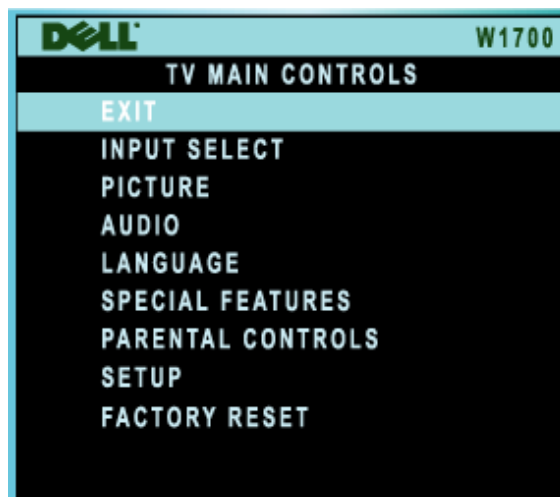 DELL W1700
TV MAIN CONTROLS
EXIT
INPUT SELECT
PICTURE
AUDIO
LANGUAGE
SPECIAL FEATURES
PARENTAL CONTROLS
SETUP
FACTORY RESET